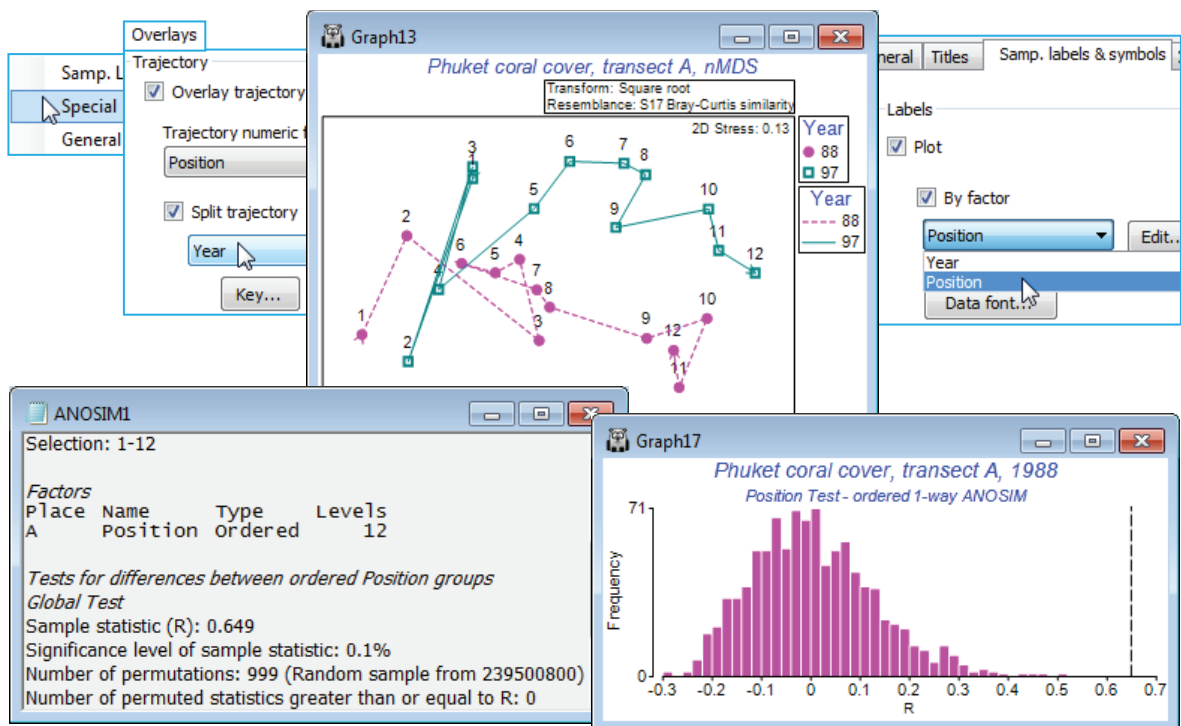 Overlays
Trajectory
Overlay trajectory
Trajectory numeric f
Position
Split trajectory
Year
Key...
Samp. L
Special
General
Graph13
Phuket coral cover, transect A, nMDS
Transform: Square root
Resemblance: S17 Bray-Curtis similarity
2D Stress: 0.13
Year
88
97
Year
88
97
3
1
6
7
8
5
10
9
11
12
2
4
2
6
5
4
7
8
3
1
9
10
12
11
neral
Titles
Samp. labels & symbols
Labels
Plot
By factor
Position
Edit..
Year
Position
Data font...
ANOSIM1
Selection: 1-12
Factors
Place Name Type Levels
A Position Ordered 12
Tests for differences between ordered Position groups
Global Test
Sample statistic (R): 0.649
Significance level of sample statistic: 0.1%
Number of permutations: 999 (Random sample from 239500800)
Number of permuted statistics greater than or equal to R: 0
Graph17
Phuket coral cover, transect A, 1988
Position Test - ordered 1-way ANOSIM
71
Frequency
0
-0.3 -0.2 -0.1 0 0.1 0.2 0.3 0.4 0.5 0.6 0.7
R